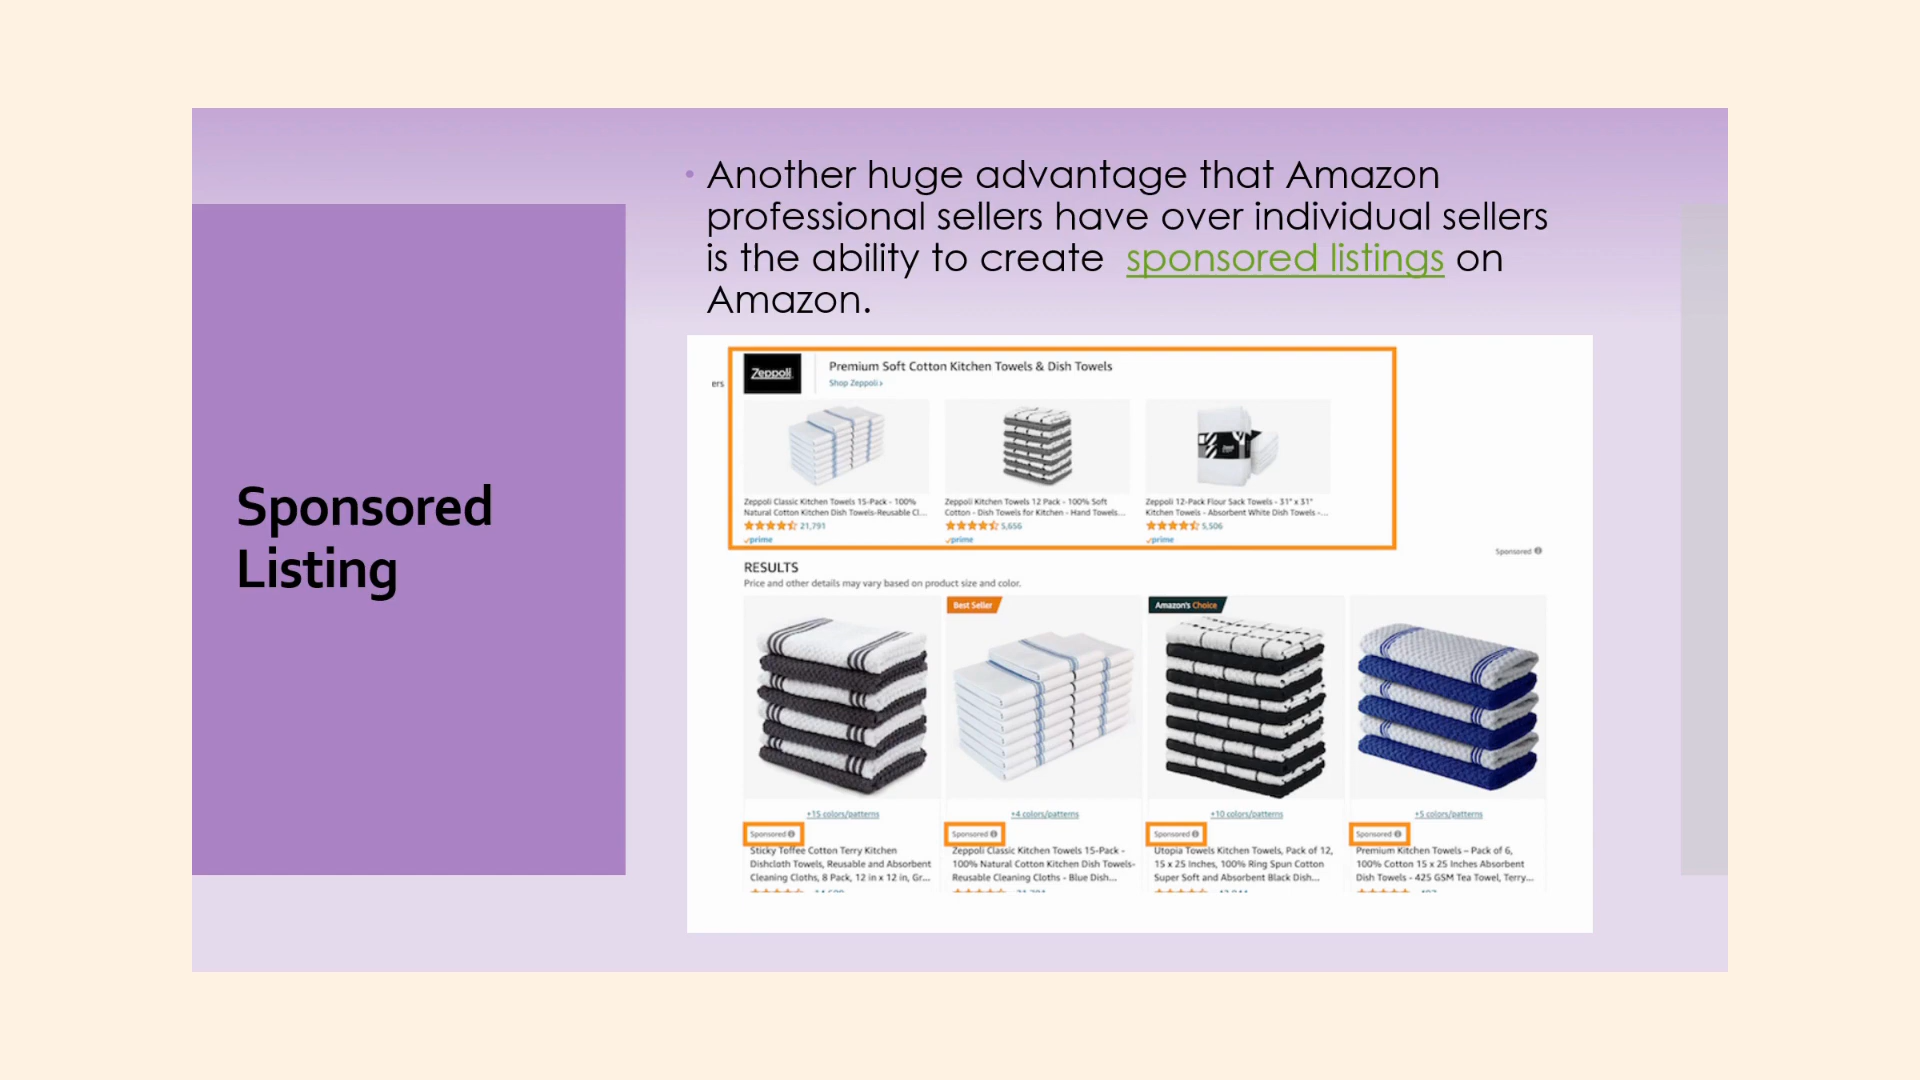 Sponsored
Listing
• Another huge advantage that Amazon
professional sellers have over individual sellers
is the ability to create sponsored listings on
Amazon.
ers
Zeppoli
Premium Soft Cotton Kitchen Towels & Dish Towels
Shop Zeppoli ›
Zeppoli Classic Kitchen Towels 15-Pack - 100%
Natural Cotton Kitchen Dish Towels-Reusable Cl...
21,791
prime
Zeppoli Kitchen Towels 12 Pack - 100% Soft
Cotton - Dish Towels for Kitchen - Hand Towels...
5,656
prime
Zeppoli 12-Pack Flour Sack Towels - 31" x 31"
Kitchen Towels - Absorbent White Dish Towels -...
5,506
prime
Sponsored
RESULTS
Price and other details may vary based on product size and color.
+15 colors/patterns
Sponsored
Sticky Toffee Cotton Terry Kitchen
Dishcloth Towels, Reusable and Absorbent
Cleaning Cloths, 8 Pack, 12 in x 12 in, Gr...
Best Seller
+4 colors/patterns
Sponsored
Zeppoli Classic Kitchen Towels 15-Pack -
100% Natural Cotton Kitchen Dish Towels-
Reusable Cleaning Cloths - Blue Dish...
Amazon's Choice
+10 colors/patterns
Sponsored
Utopia Towels Kitchen Towels, Pack of 12,
15 x 25 Inches, 100% Ring Spun Cotton
Super Soft and Absorbent Black Dish...
+5 colors/patterns
Sponsored
Premium Kitchen Towels – Pack of 6,
100% Cotton 15 x 25 Inches Absorbent
Dish Towels - 425 GSM Tea Towel, Terry...